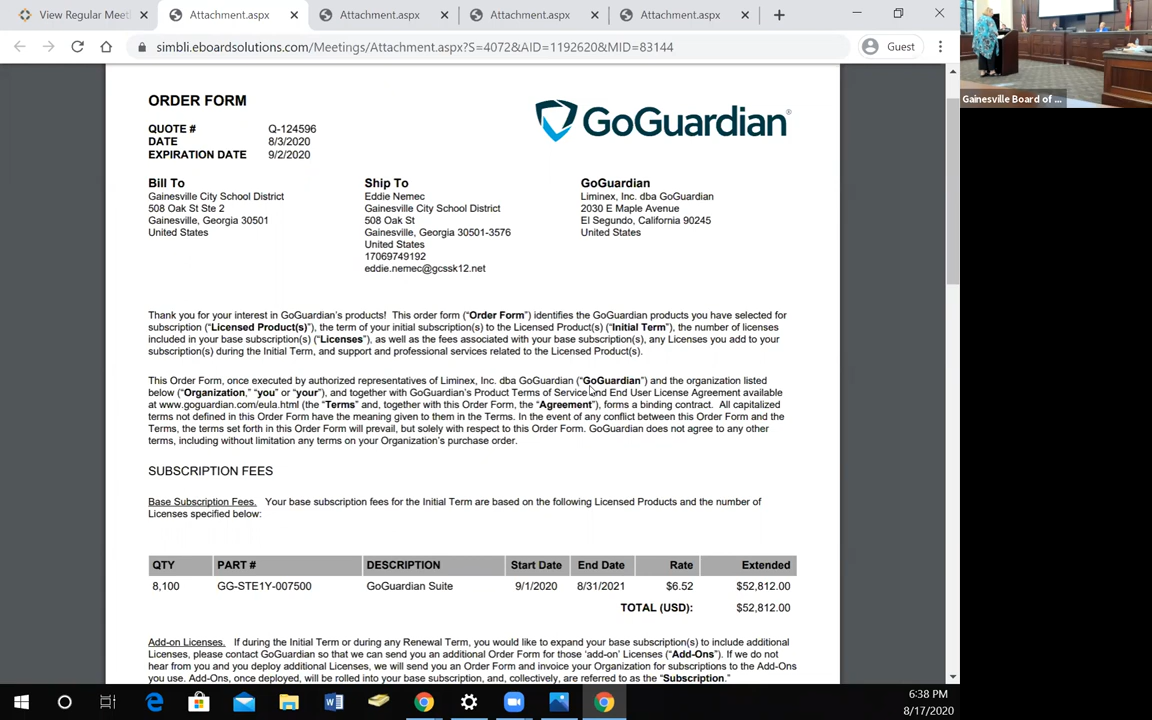 View Regular Meeti
Attachment.aspx
Attachment.aspx
Attachment.aspx
Attachment.aspx
simbli.eboardsolutions.com/Meetings/Attachment.aspx?S=4072&AID=1192620&MID=83144
Guest
Gainesville Board of ...
ORDER FORM
GoGuardian®
QUOTE # Q-124596
DATE 8/3/2020
EXPIRATION DATE 9/2/2020
Bill To
Gainesville City School District
508 Oak St Ste 2
Gainesville, Georgia 30501
United States
Ship To
Eddie Nemec
Gainesville City School District
508 Oak St
Gainesville, Georgia 30501-3576
United States
17069749192
eddie.nemec@gcssk12.net
GoGuardian
Liminex, Inc. dba GoGuardian
2030 E Maple Avenue
El Segundo, California 90245
United States
Thank you for your interest in GoGuardian's products! This order form (“Order Form”) identifies the GoGuardian products you have selected for
subscription (“Licensed Product(s)”), the term of your initial subscription(s) to the Licensed Product(s) (“Initial Term”), the number of licenses
included in your base subscription(s) (“Licenses”), as well as the fees associated with your base subscription(s), any Licenses you add to your
subscription(s) during the Initial Term, and support and professional services related to the Licensed Product(s).
This Order Form, once executed by authorized representatives of Liminex, Inc. dba GoGuardian (“GoGuardian”) and the organization listed
below (“Organization,” “you” or “your”), and together with GoGuardian's Product Terms of Service and End User License Agreement available
at www.goguardian.com/eula.html (the “Terms” and, together with this Order Form, the “Agreement”), forms a binding contract. All capitalized
terms not defined in this Order Form have the meaning given to them in the Terms. In the event of any conflict between this Order Form and the
Terms, the terms set forth in this Order Form will prevail, but solely with respect to this Order Form. GoGuardian does not agree to any other
terms, including without limitation any terms on your Organization's purchase order.
SUBSCRIPTION FEES
Base Subscription Fees. Your base subscription fees for the Initial Term are based on the following Licensed Products and the number of
Licenses specified below:
QTY PART # DESCRIPTION Start Date End Date Rate Extended
8,100 GG-STE1Y-007500 GoGuardian Suite 9/1/2020 8/31/2021 $6.52 $52,812.00
TOTAL (USD): $52,812.00
Add-on Licenses. If during the Initial Term or during any Renewal Term, you would like to expand your base subscription(s) to include additional
Licenses, please contact GoGuardian so that we can send you an additional Order Form for those ‘add-on’ Licenses (“Add-Ons”). If we do not
hear from you and you deploy additional Licenses, we will send you an Order Form and invoice your Organization for subscriptions to the Add-Ons
you use. Add-Ons, once deployed, will be rolled into your base subscription, and, collectively, are referred to as the “Subscription.”
6:38 PM
8/17/2020